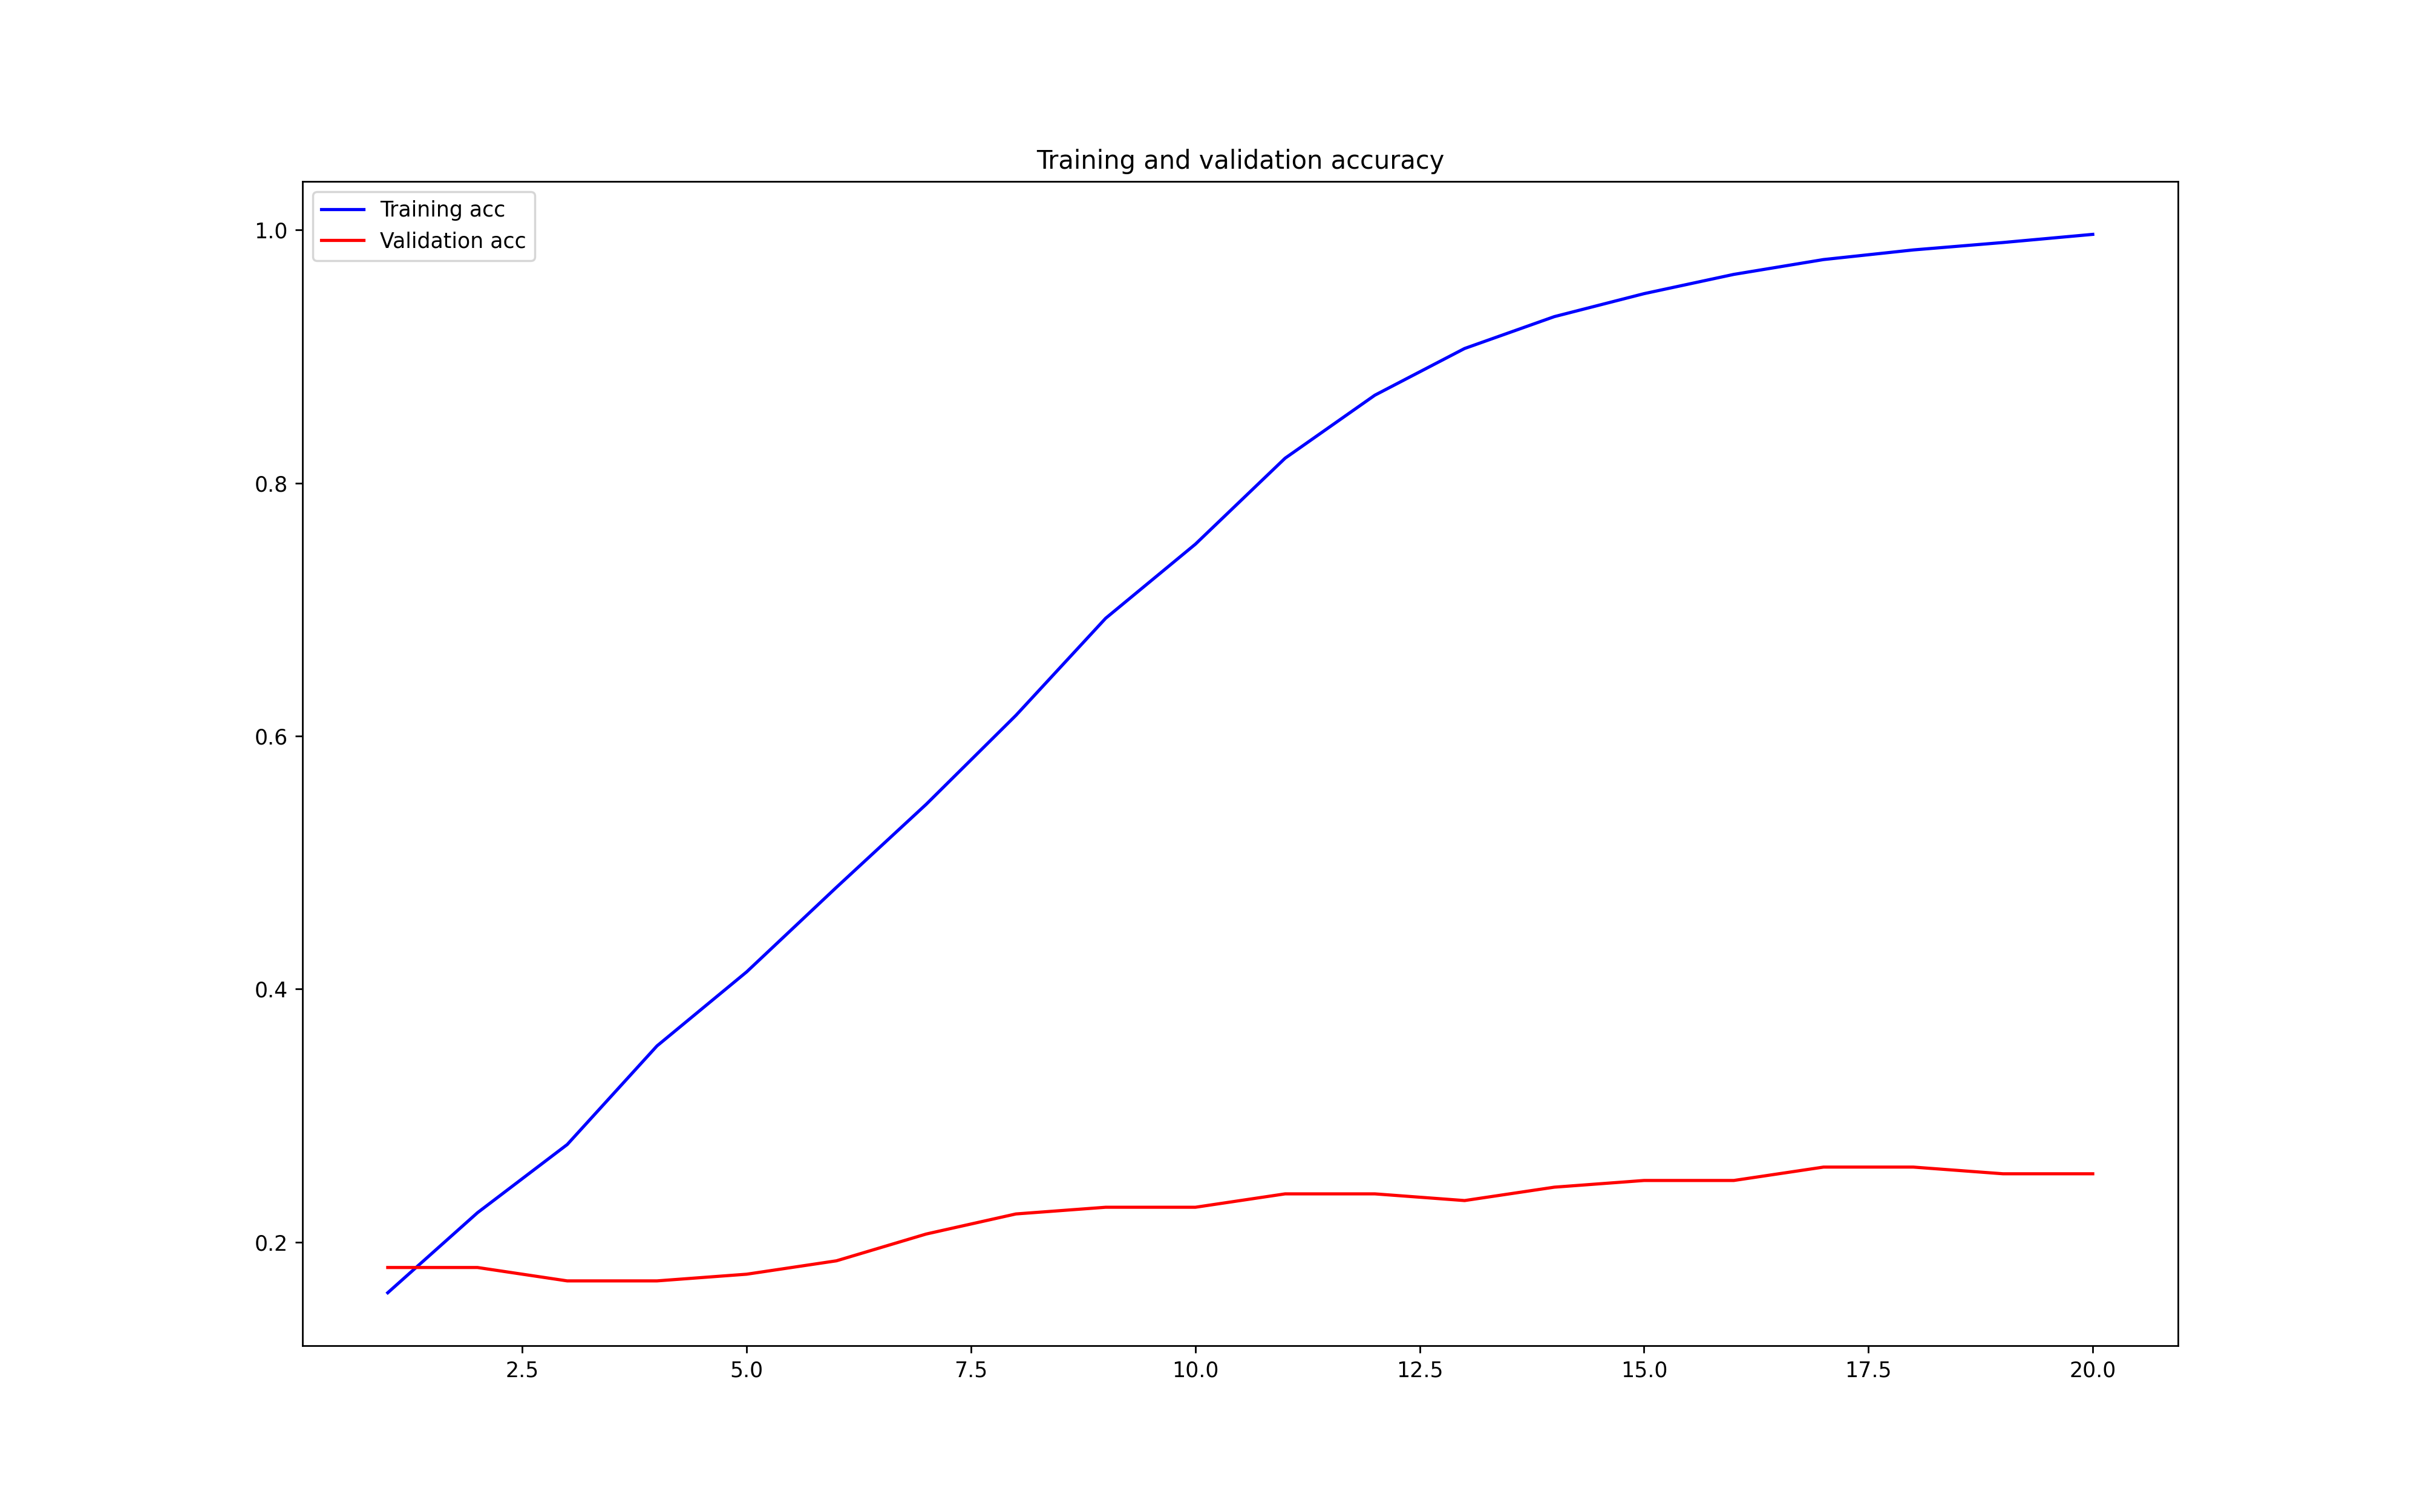 Training and validation accuracy
Training acc
Validation acc
1.0
0.8
0.6
0.4
0.2
2.5 5.0 7.5 10.0 12.5 15.0 17.5 20.0